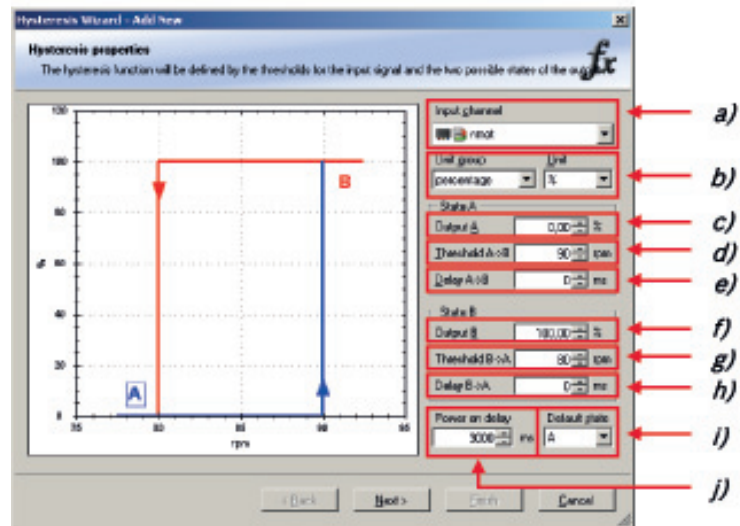 Hysteresis Wizard - Add New
Hysteresis properties
The hysteresis function will be defined by the thresholds for the input signal and the two possible states of the output.
fx
Input channel
nmot
a)
Unit group
Unit
percentage
%
b)
State A
Output A 0,00 %
c)
Threshold A->B 90 rpm
d)
Delay A->B 0 ms
e)
State B
Output B 100,00 %
f)
Threshold B->A 80 rpm
g)
Delay B->A 0 ms
h)
Power on delay
Default state
3000 ms
A
i)
j)
120
100
80
60
40
20
0
%
B
A
75
80
85
90
95
rpm
< Back
Next >
Finish
Cancel